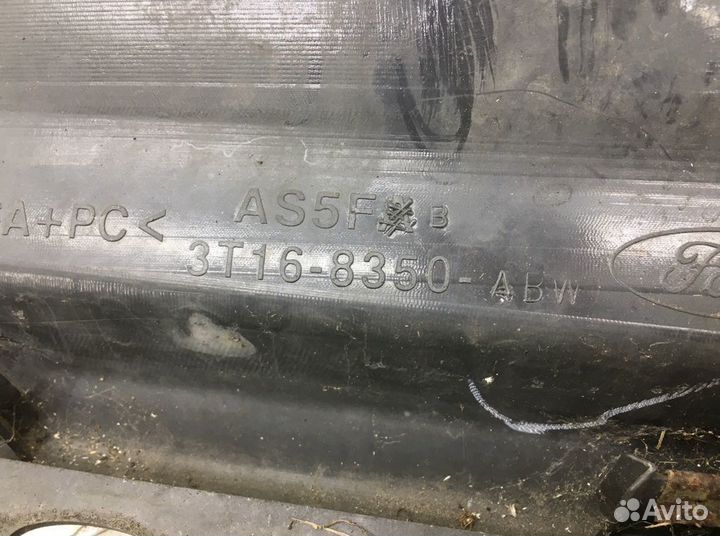 AS5F B
A+PC<
3T16-8350-ABW
Avito